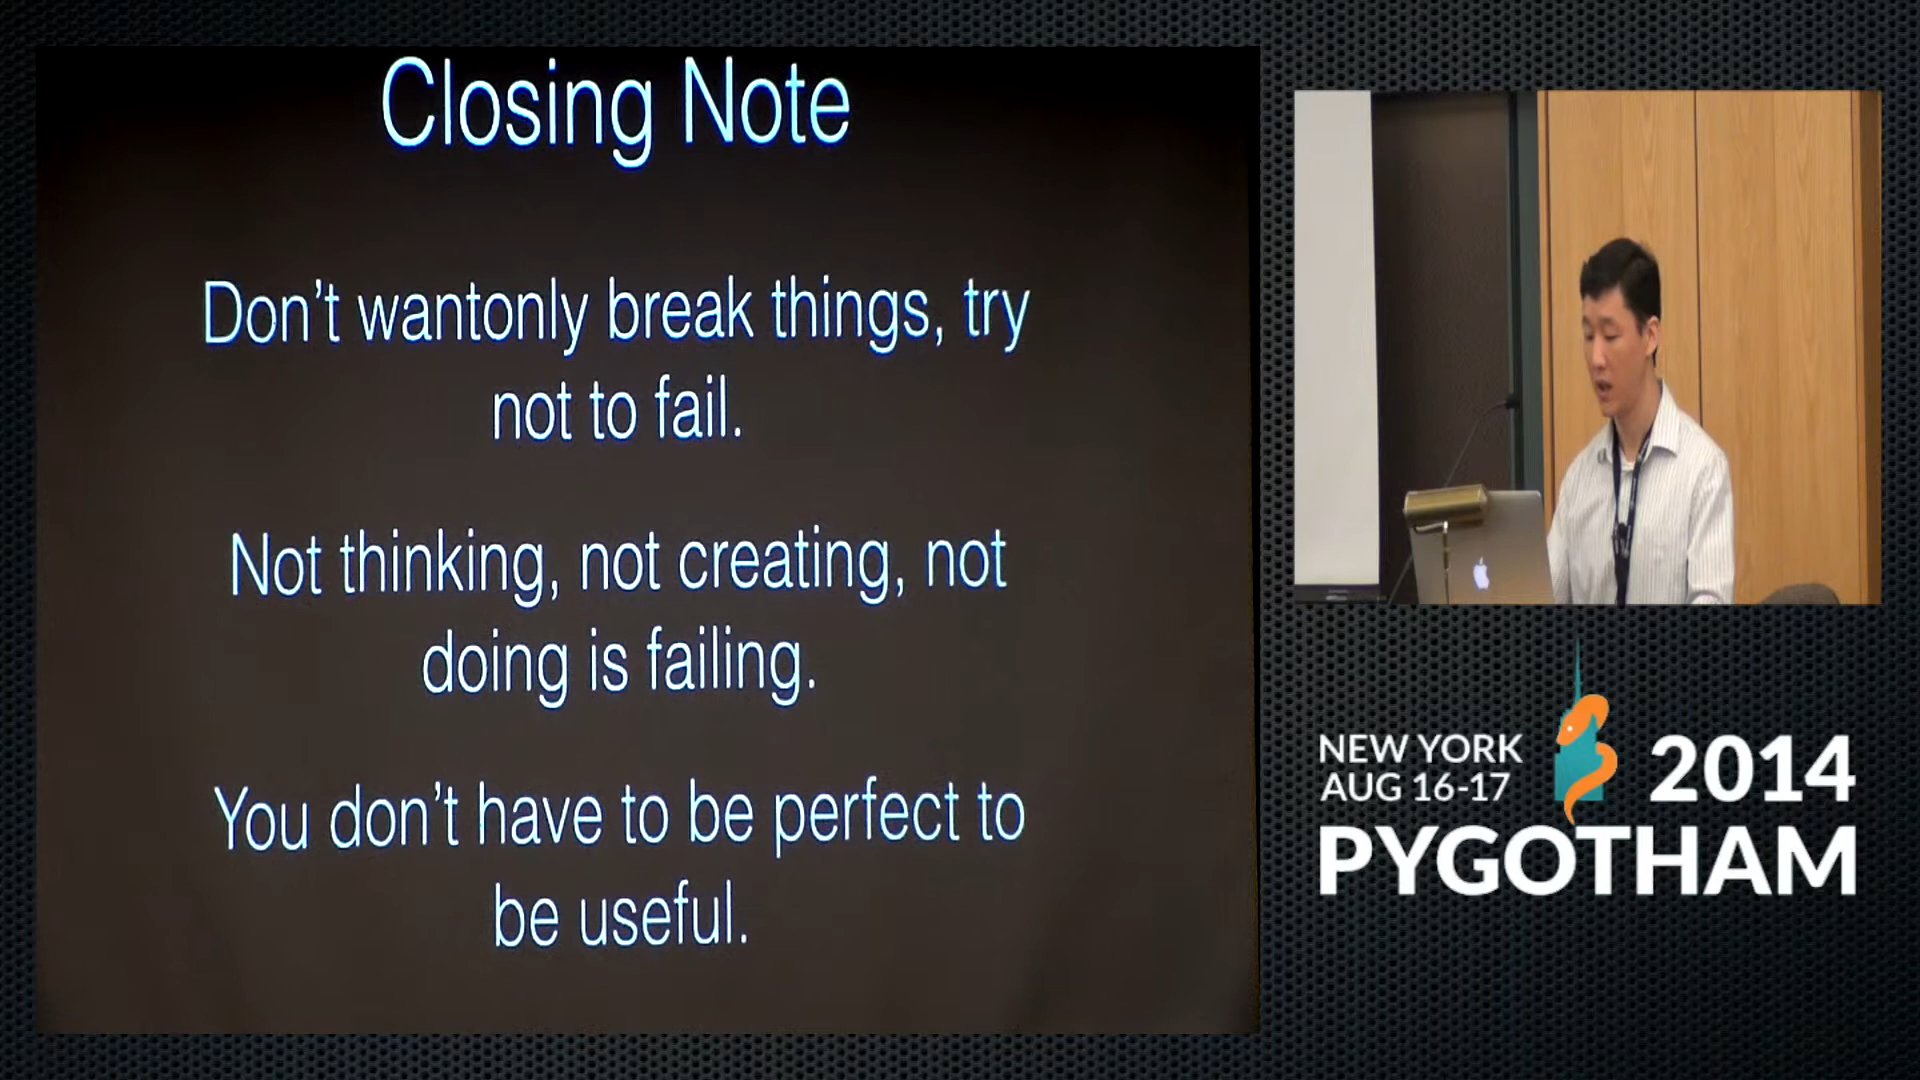 Closing Note
Don't wantonly break things, try
not to fail.
Not thinking, not creating, not
doing is failing.
You don't have to be perfect to
be useful.
NEW YORK
AUG 16-17
2014
PYGOTHAM